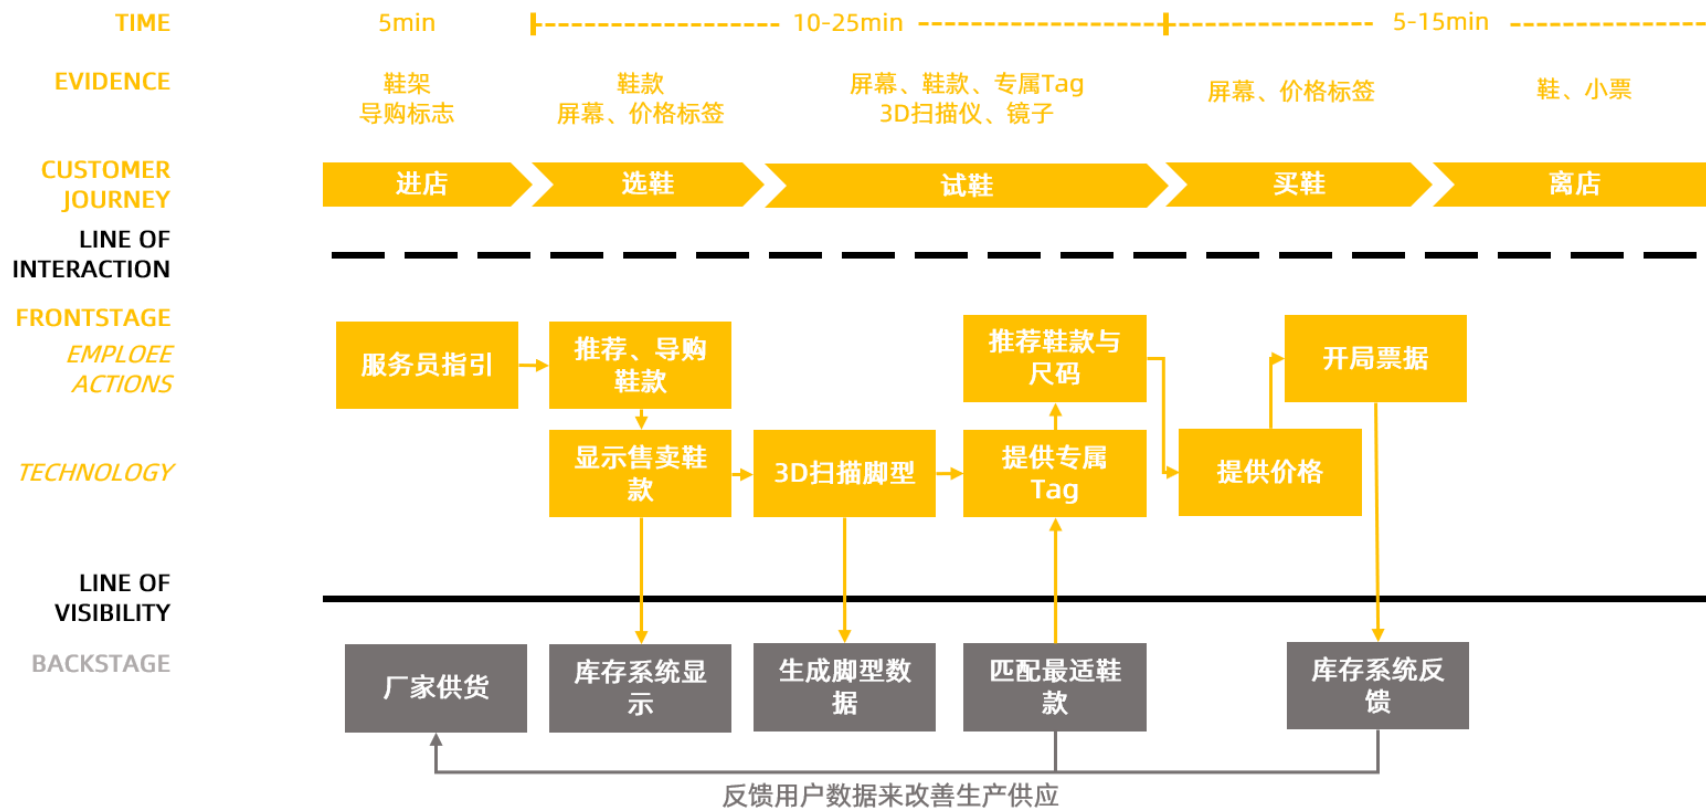 TIME
5min
10-25min
5-15min
EVIDENCE
鞋架
导购标志
鞋款
屏幕、价格标签
屏幕、鞋款、专属Tag
3D扫描仪、镜子
屏幕、价格标签
鞋、小票
CUSTOMER
JOURNEY
进店
选鞋
试鞋
买鞋
离店
LINE OF
INTERACTION
FRONTSTAGE
EMPLOEE
ACTIONS
服务员指引
推荐、导购
鞋款
推荐鞋款与
尺码
开局票据
TECHNOLOGY
显示售卖鞋
款
3D扫描脚型
提供专属
Tag
提供价格
LINE OF
VISIBILITY
BACKSTAGE
厂家供货
库存系统显
示
生成脚型数
据
匹配最适鞋
款
库存系统反
馈
反馈用户数据来改善生产供应